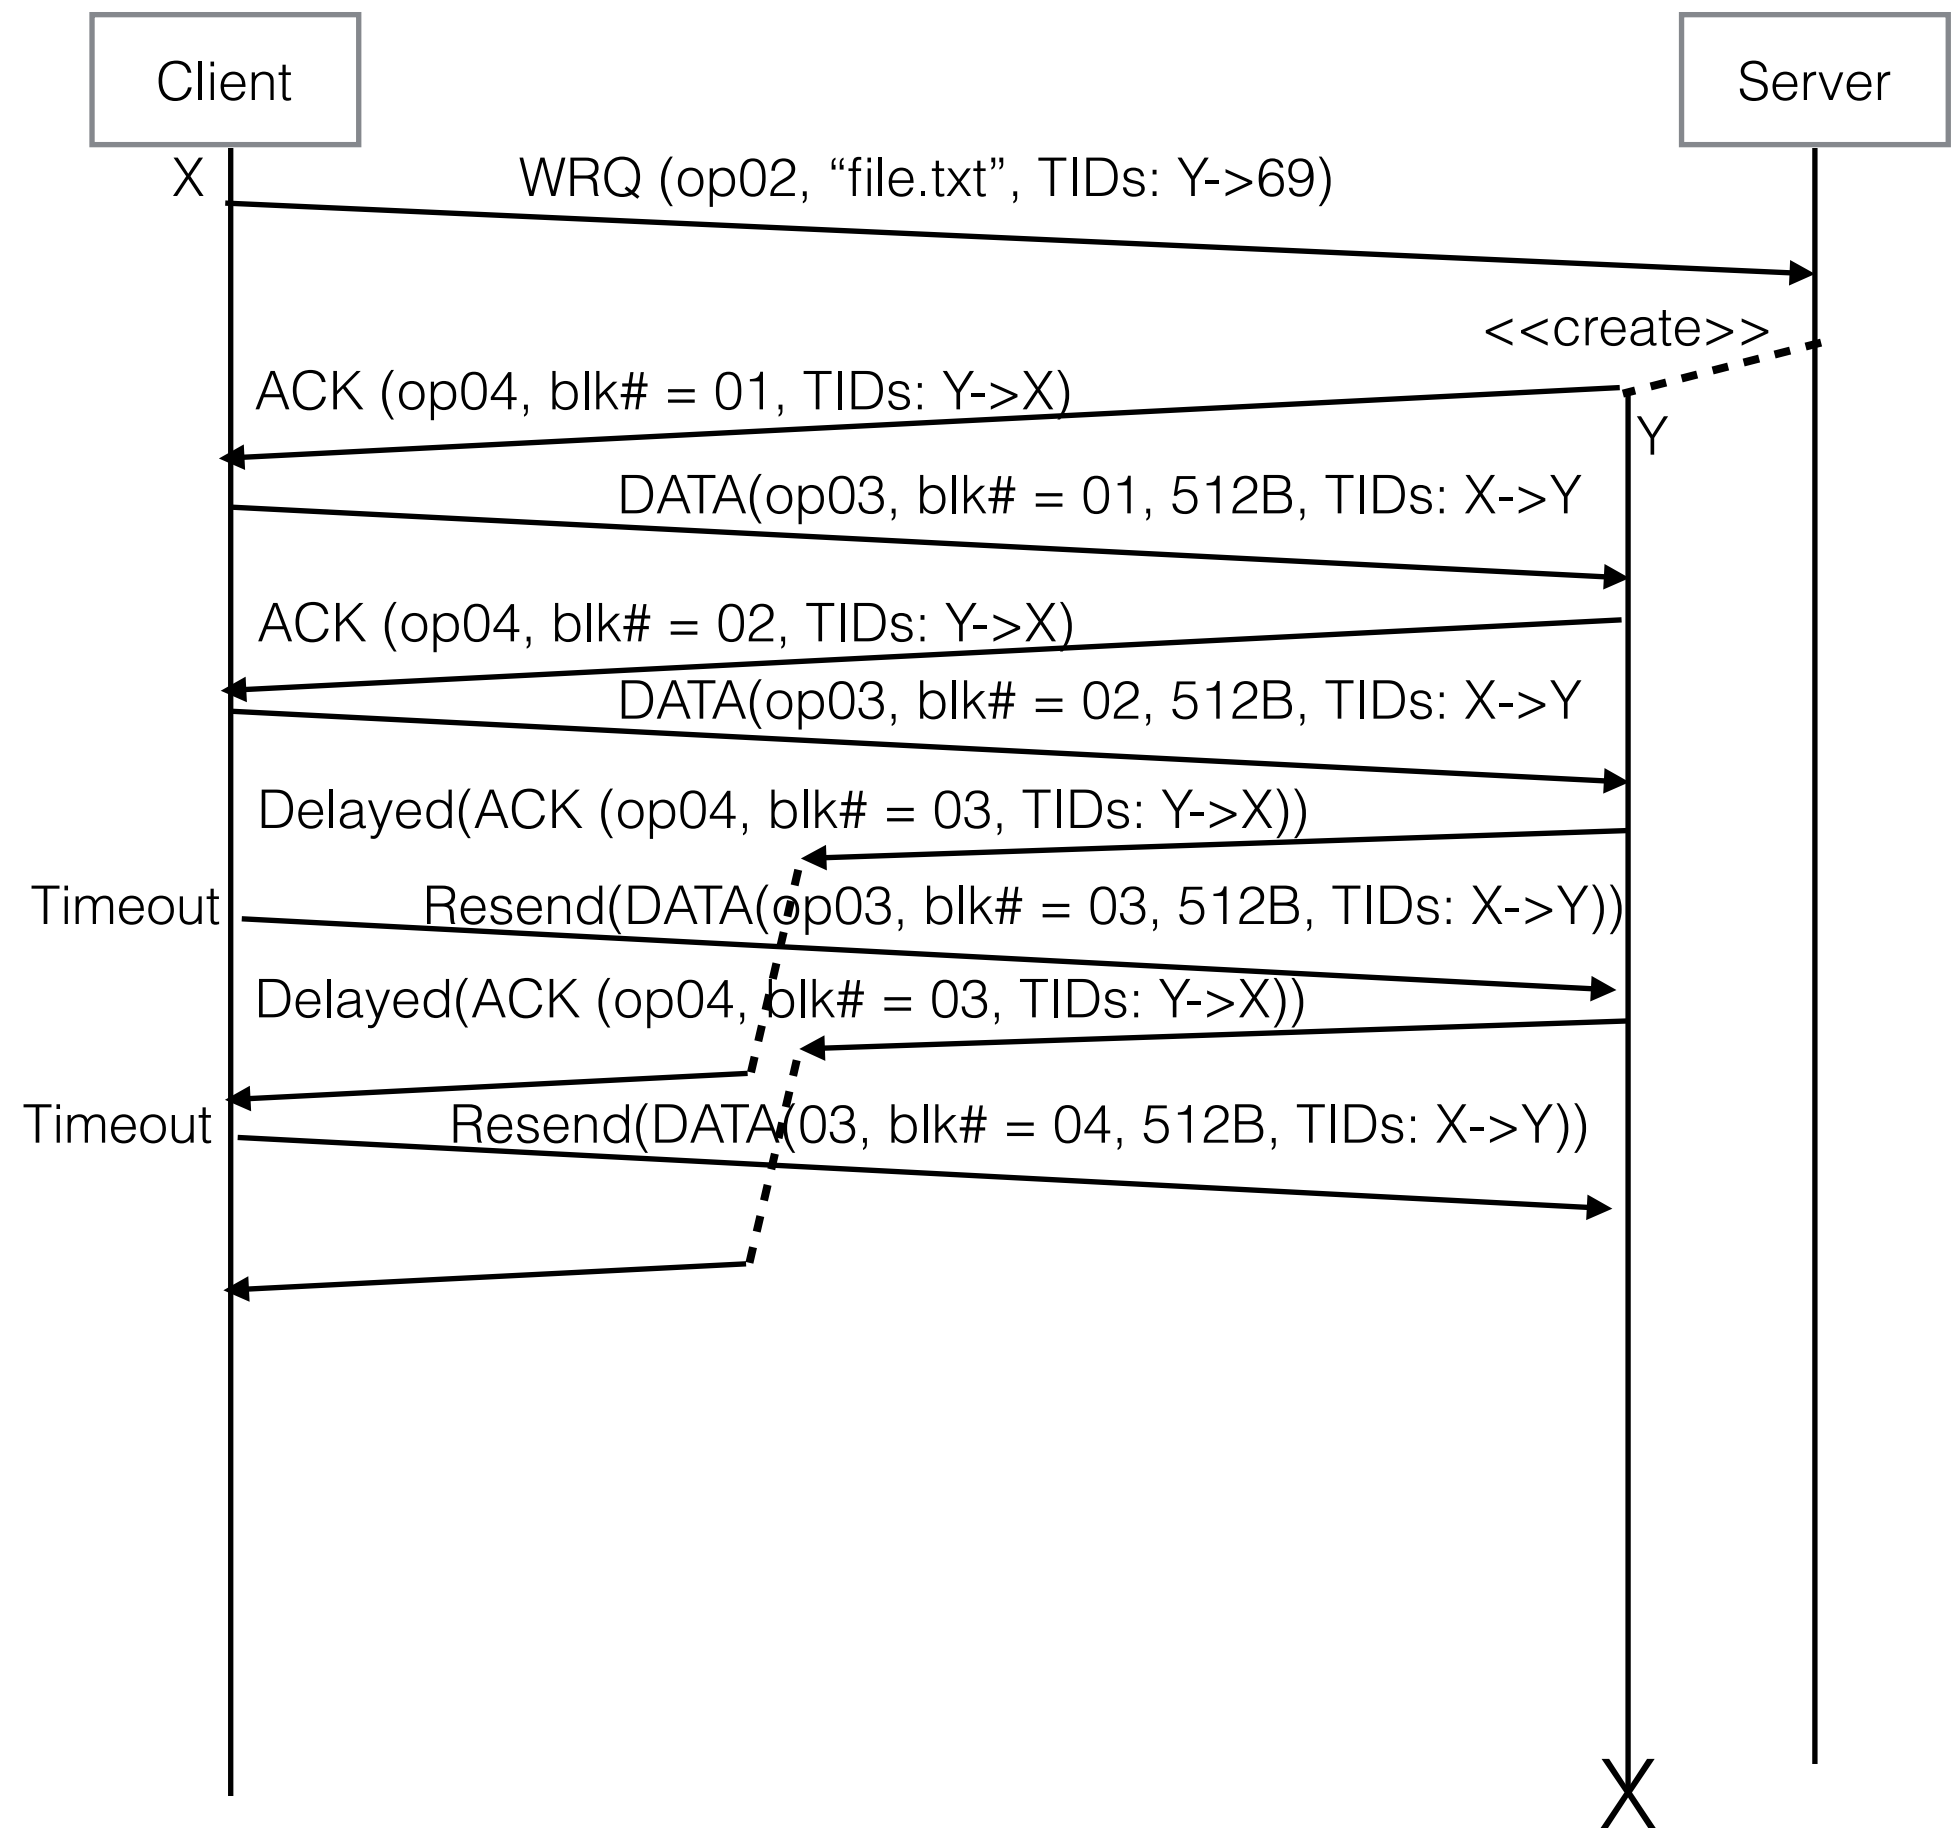 Client
Server
X
WRQ (op02, “file.txt”, TIDs: Y->69)
<<create>>
ACK (op04, blk# = 01, TIDs: Y->X)
Y
DATA(op03, blk# = 01, 512B, TIDs: X->Y
ACK (op04, blk# = 02, TIDs: Y->X)
DATA(op03, blk# = 02, 512B, TIDs: X->Y
Delayed(ACK (op04, blk# = 03, TIDs: Y->X))
Timeout
Resend(DATA(op03, blk# = 03, 512B, TIDs: X->Y))
Delayed(ACK (op04, blk# = 03, TIDs: Y->X))
Timeout
Resend(DATA(03, blk# = 04, 512B, TIDs: X->Y))
X